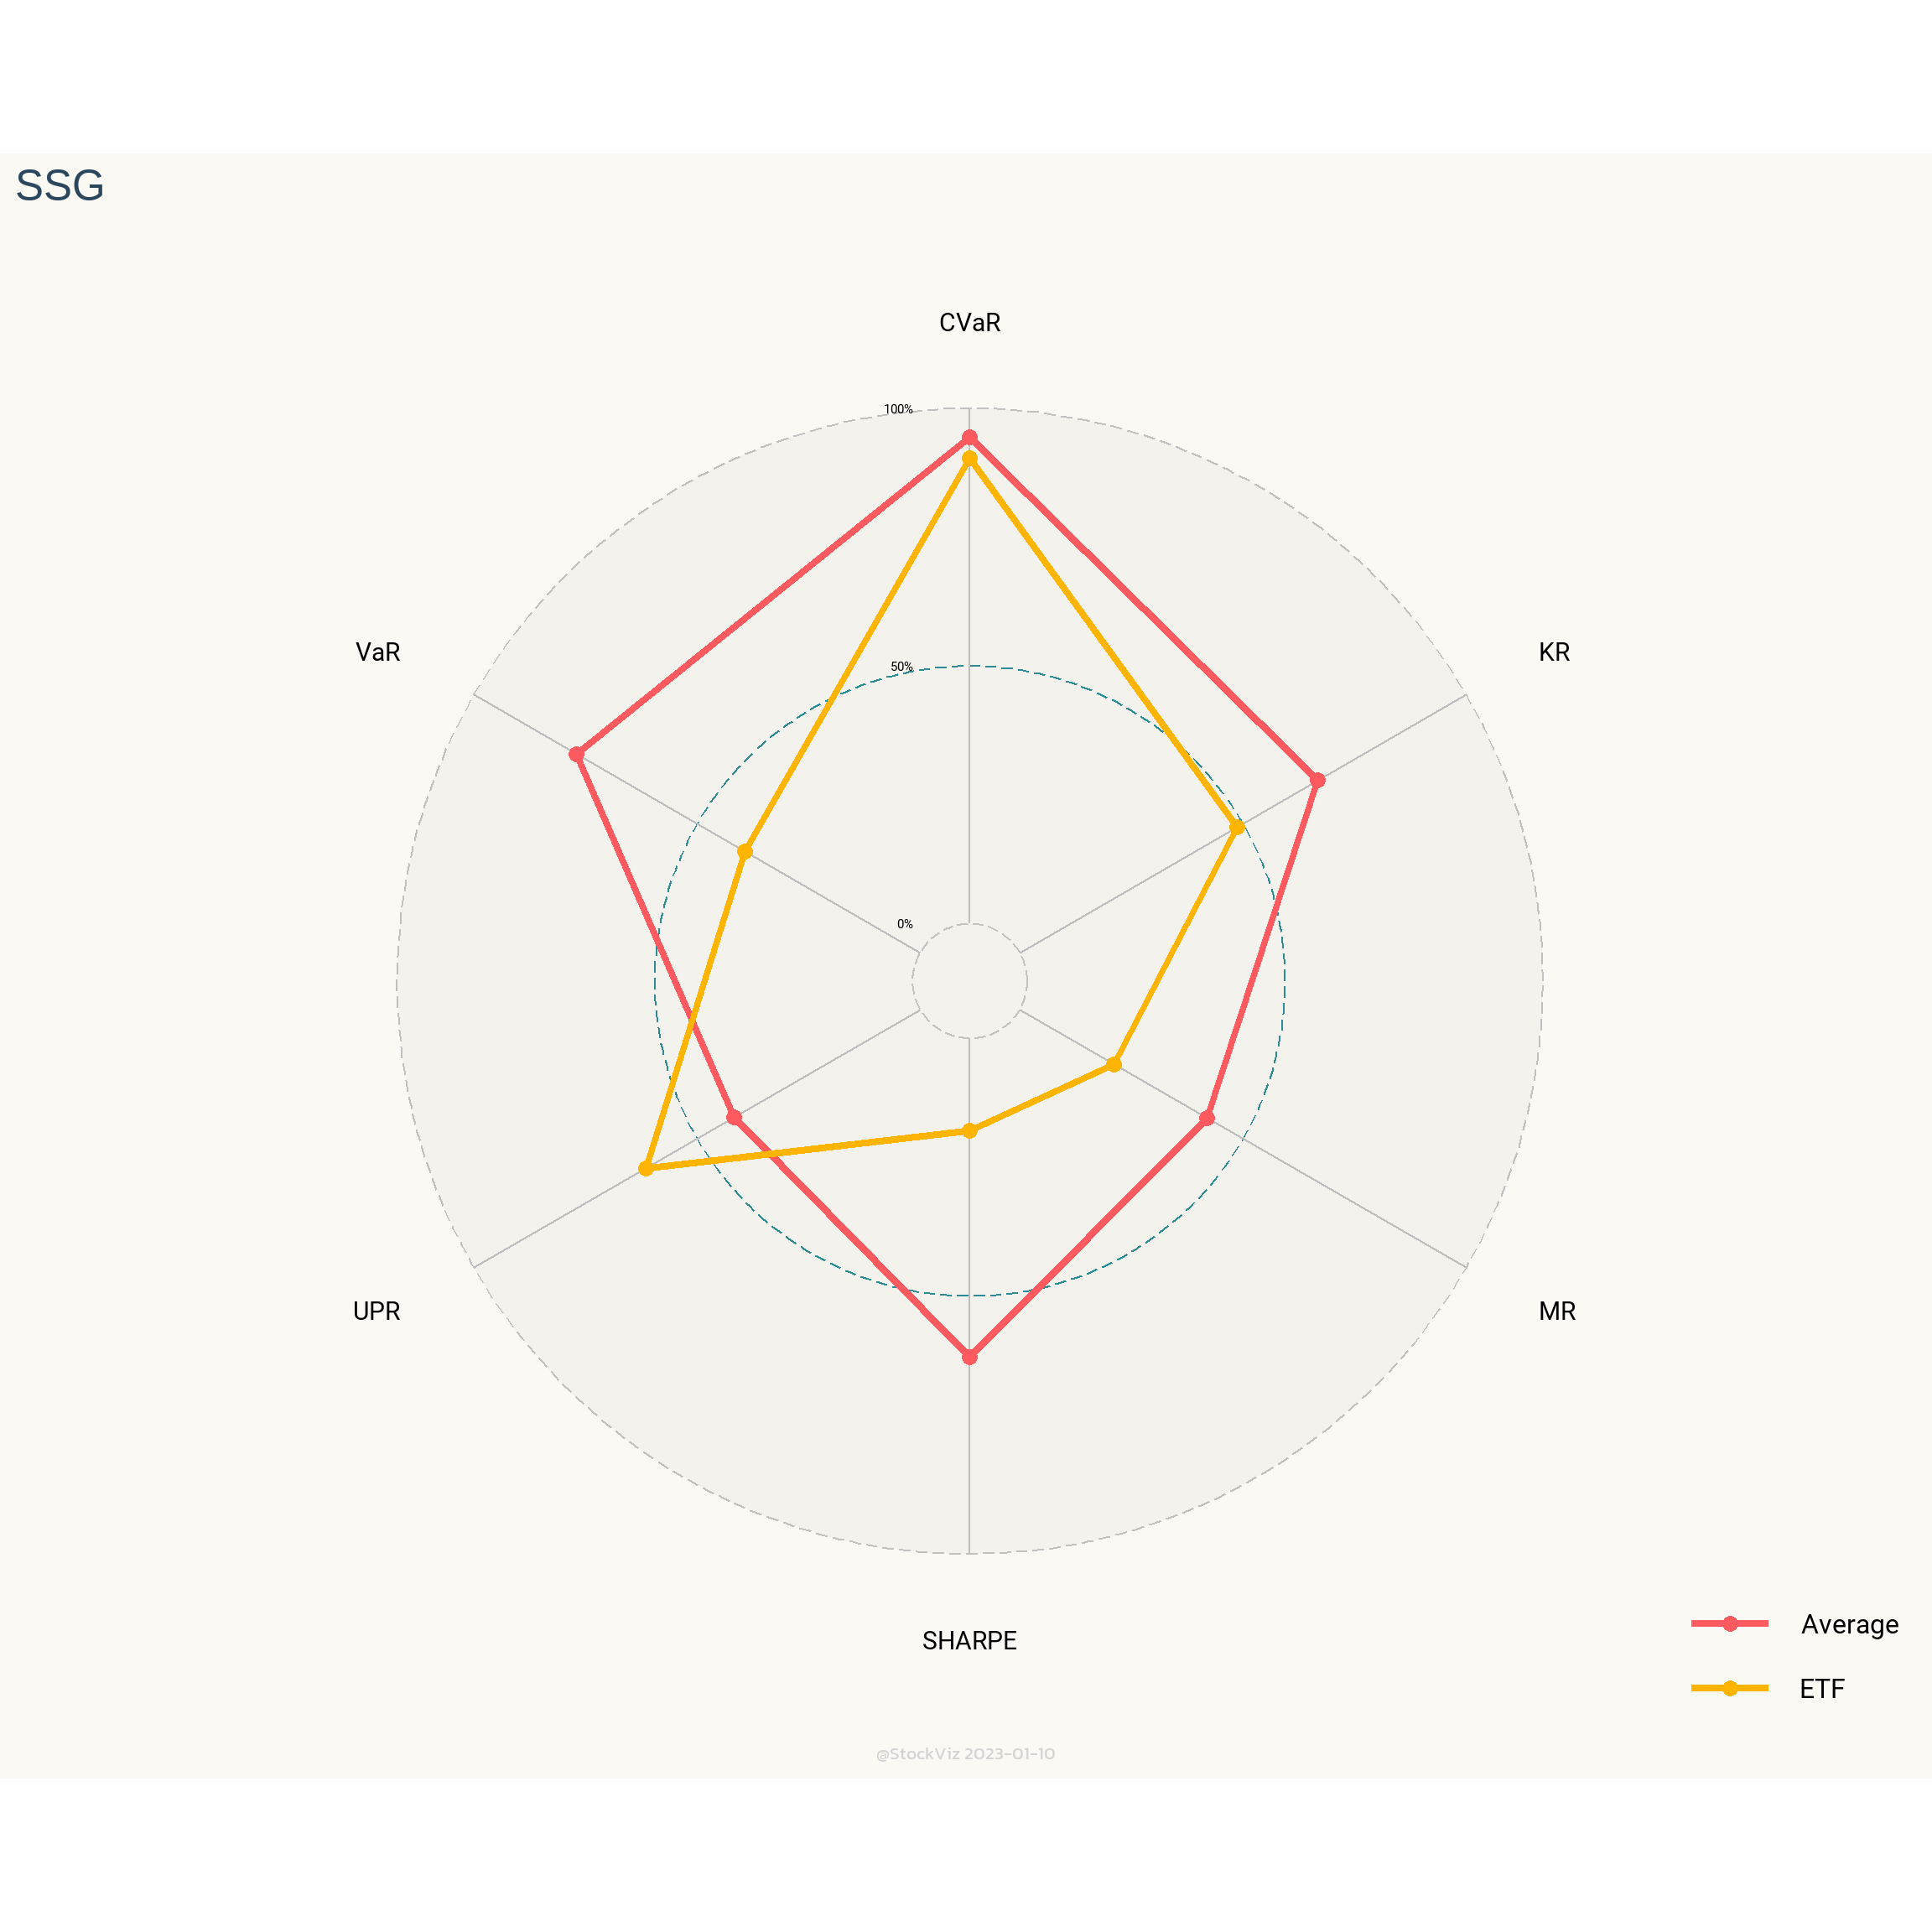 SSG
CVaR
100%
VaR
KR
50%
0%
UPR
MR
SHARPE
Average
ETF
@StockViz 2023-01-10